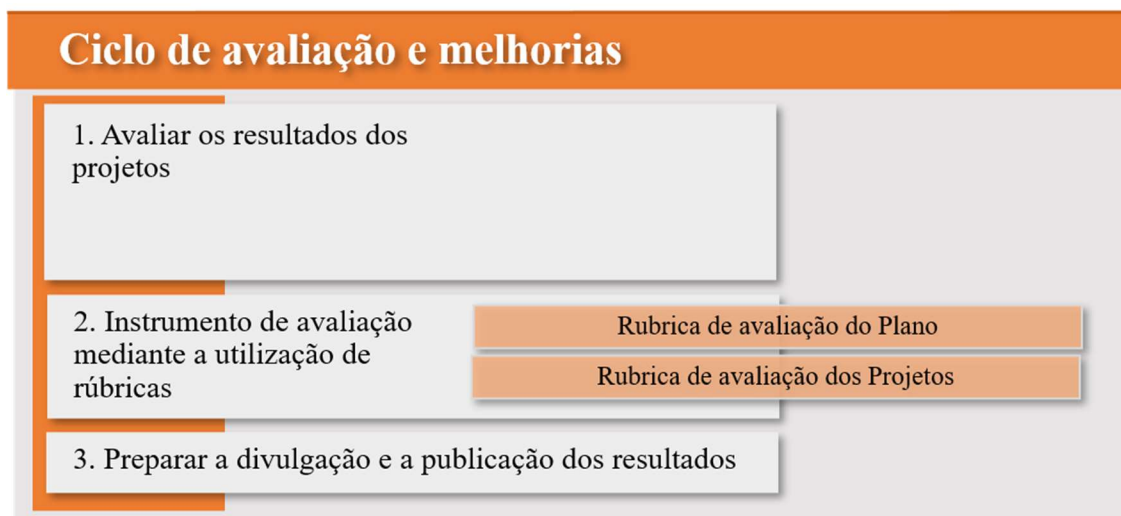 Ciclo de avaliação e melhorias
1. Avaliar os resultados dos
projetos
2. Instrumento de avaliação
mediante a utilização de
rúbricas
Rubrica de avaliação do Plano
Rubrica de avaliação dos Projetos
3. Preparar a divulgação e a publicação dos resultados